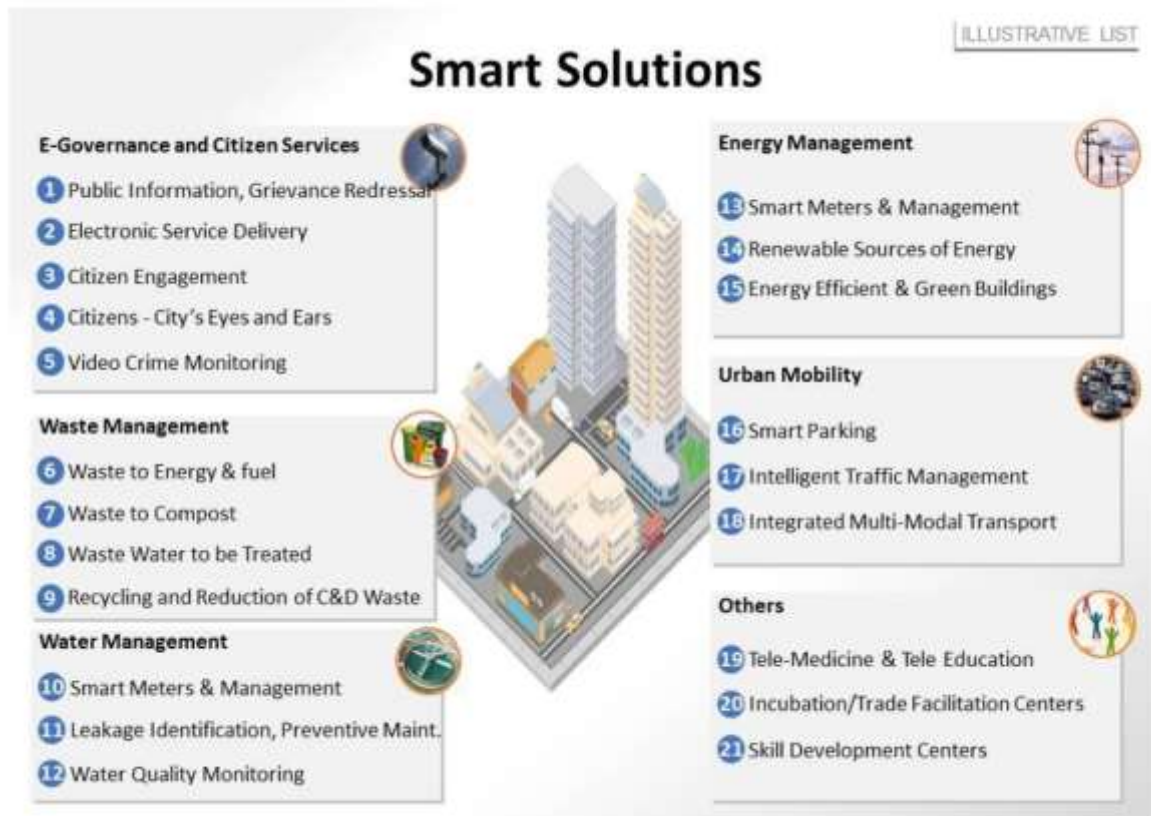 ILLUSTRATIVE LIST
Smart Solutions
E-Governance and Citizen Services
1 Public Information, Grievance Redressal
2 Electronic Service Delivery
3 Citizen Engagement
4 Citizens - City's Eyes and Ears
5 Video Crime Monitoring
Waste Management
6 Waste to Energy & fuel
7 Waste to Compost
8 Waste Water to be Treated
9 Recycling and Reduction of C&D Waste
Water Management
10 Smart Meters & Management
11 Leakage Identification, Preventive Maint.
12 Water Quality Monitoring
Energy Management
13 Smart Meters & Management
14 Renewable Sources of Energy
15 Energy Efficient & Green Buildings
Urban Mobility
16 Smart Parking
17 Intelligent Traffic Management
18 Integrated Multi-Modal Transport
Others
19 Tele-Medicine & Tele Education
20 Incubation/Trade Facilitation Centers
21 Skill Development Centers